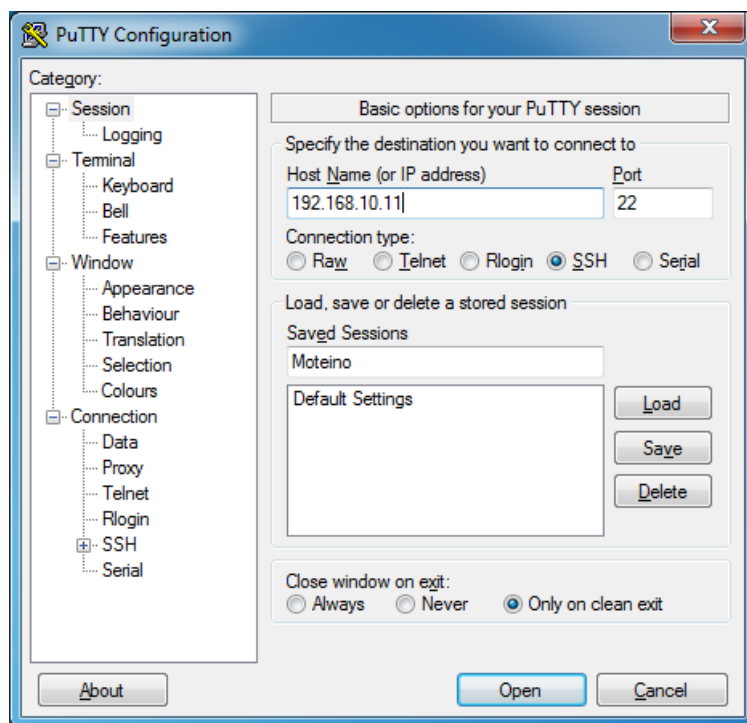 PuTTY Configuration
x
Category:
Session
Logging
Terminal
Keyboard
Bell
Features
Window
Appearance
Behaviour
Translation
Selection
Colours
Connection
Data
Proxy
Telnet
Rlogin
SSH
Serial
Basic options for your PuTTY session
Specify the destination you want to connect to
Host Name (or IP address) Port
192.168.10.11 22
Connection type:
Raw Telnet Rlogin SSH Serial
Load, save or delete a stored session
Saved Sessions
Moteino
Default Settings
Load
Save
Delete
Close window on exit:
Always Never Only on clean exit
About Open Cancel